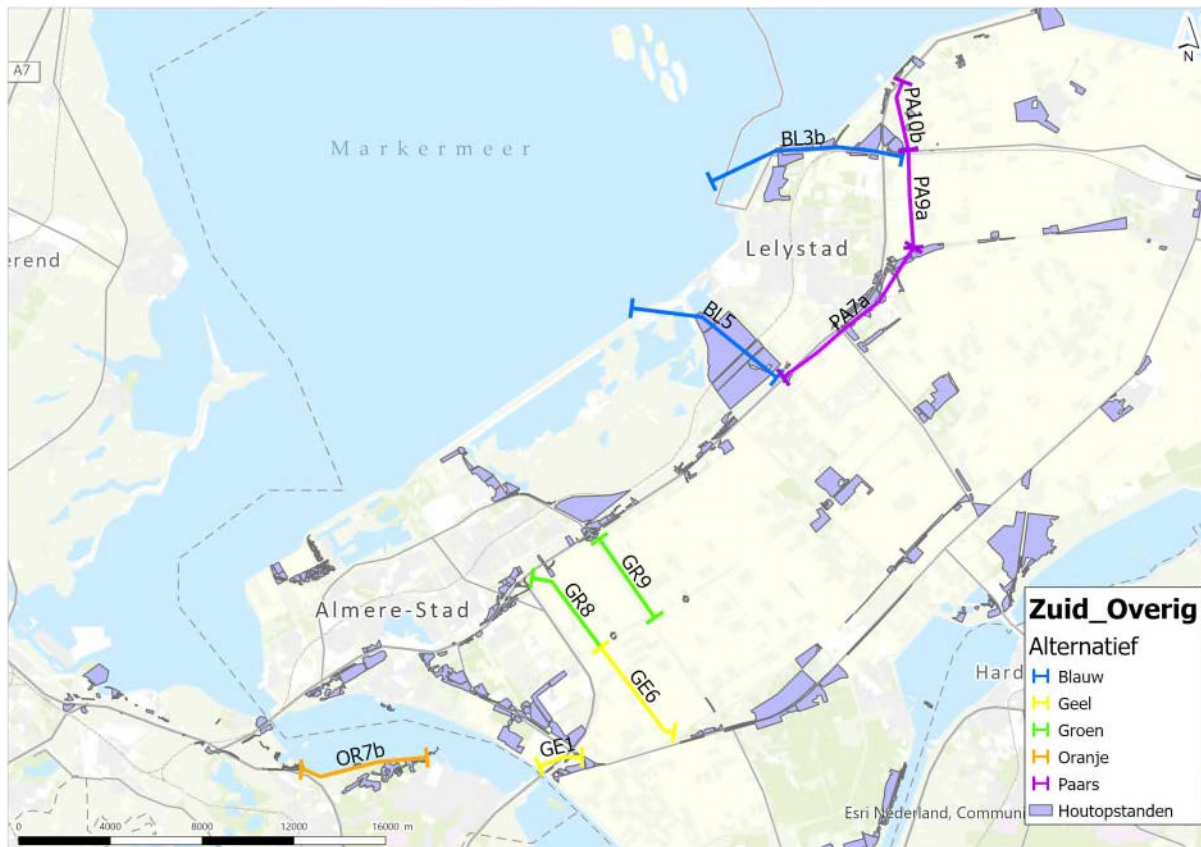 A7
N
PA10b
BL3b
Markermeer
PA9a
Lelystad
erend
BL5
PA7a
GR9
Almere-Stad
GR8
GE6
GE1
OR7b
Hard
Zuid_Overig
Alternatief
Blauw
Geel
Groen
Oranje
Paars
Houtopstanden
Esri Nederland, Communi
0 4000 8000 12000 16000 m